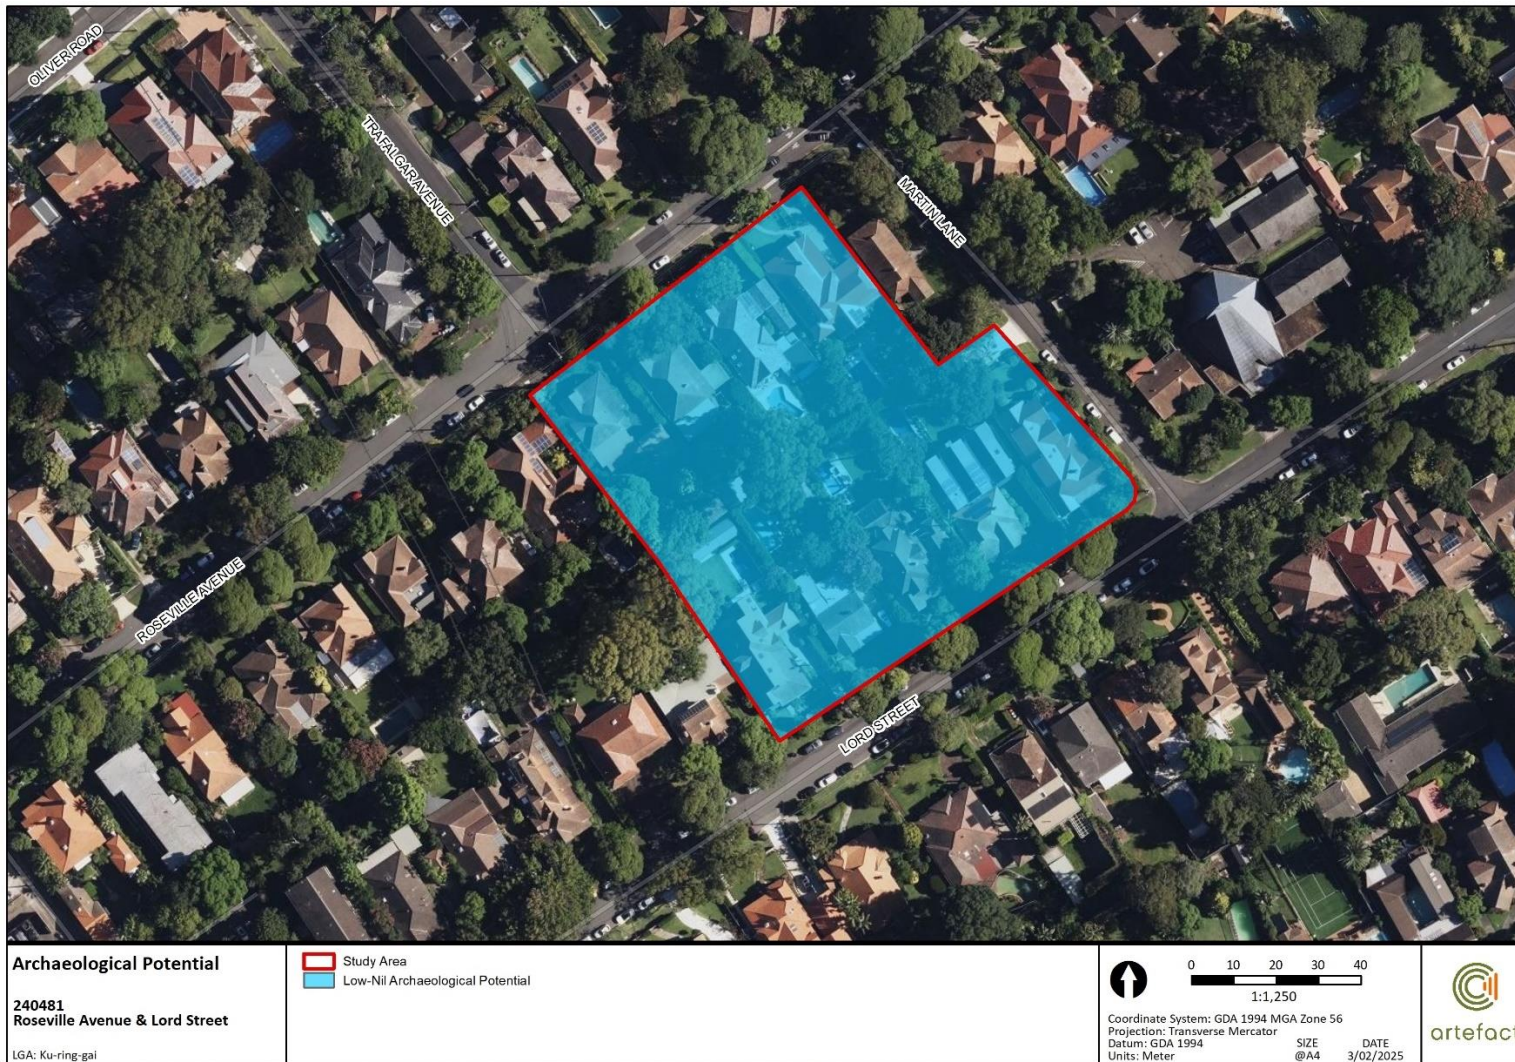 OLIVER ROAD
TRAFALGAR AVENUE
MARTIN LANE
ROSEVILLE AVENUE
LORD STREET
Archaeological Potential
240481
Roseville Avenue & Lord Street
LGA: Ku-ring-gai
Study Area
Low-Nil Archaeological Potential
0 10 20 30 40
1:1,250
Coordinate System: GDA 1994 MGA Zone 56
Projection: Transverse Mercator
Datum: GDA 1994 SIZE DATE
Units: Meter @A4 3/02/2025
artefact